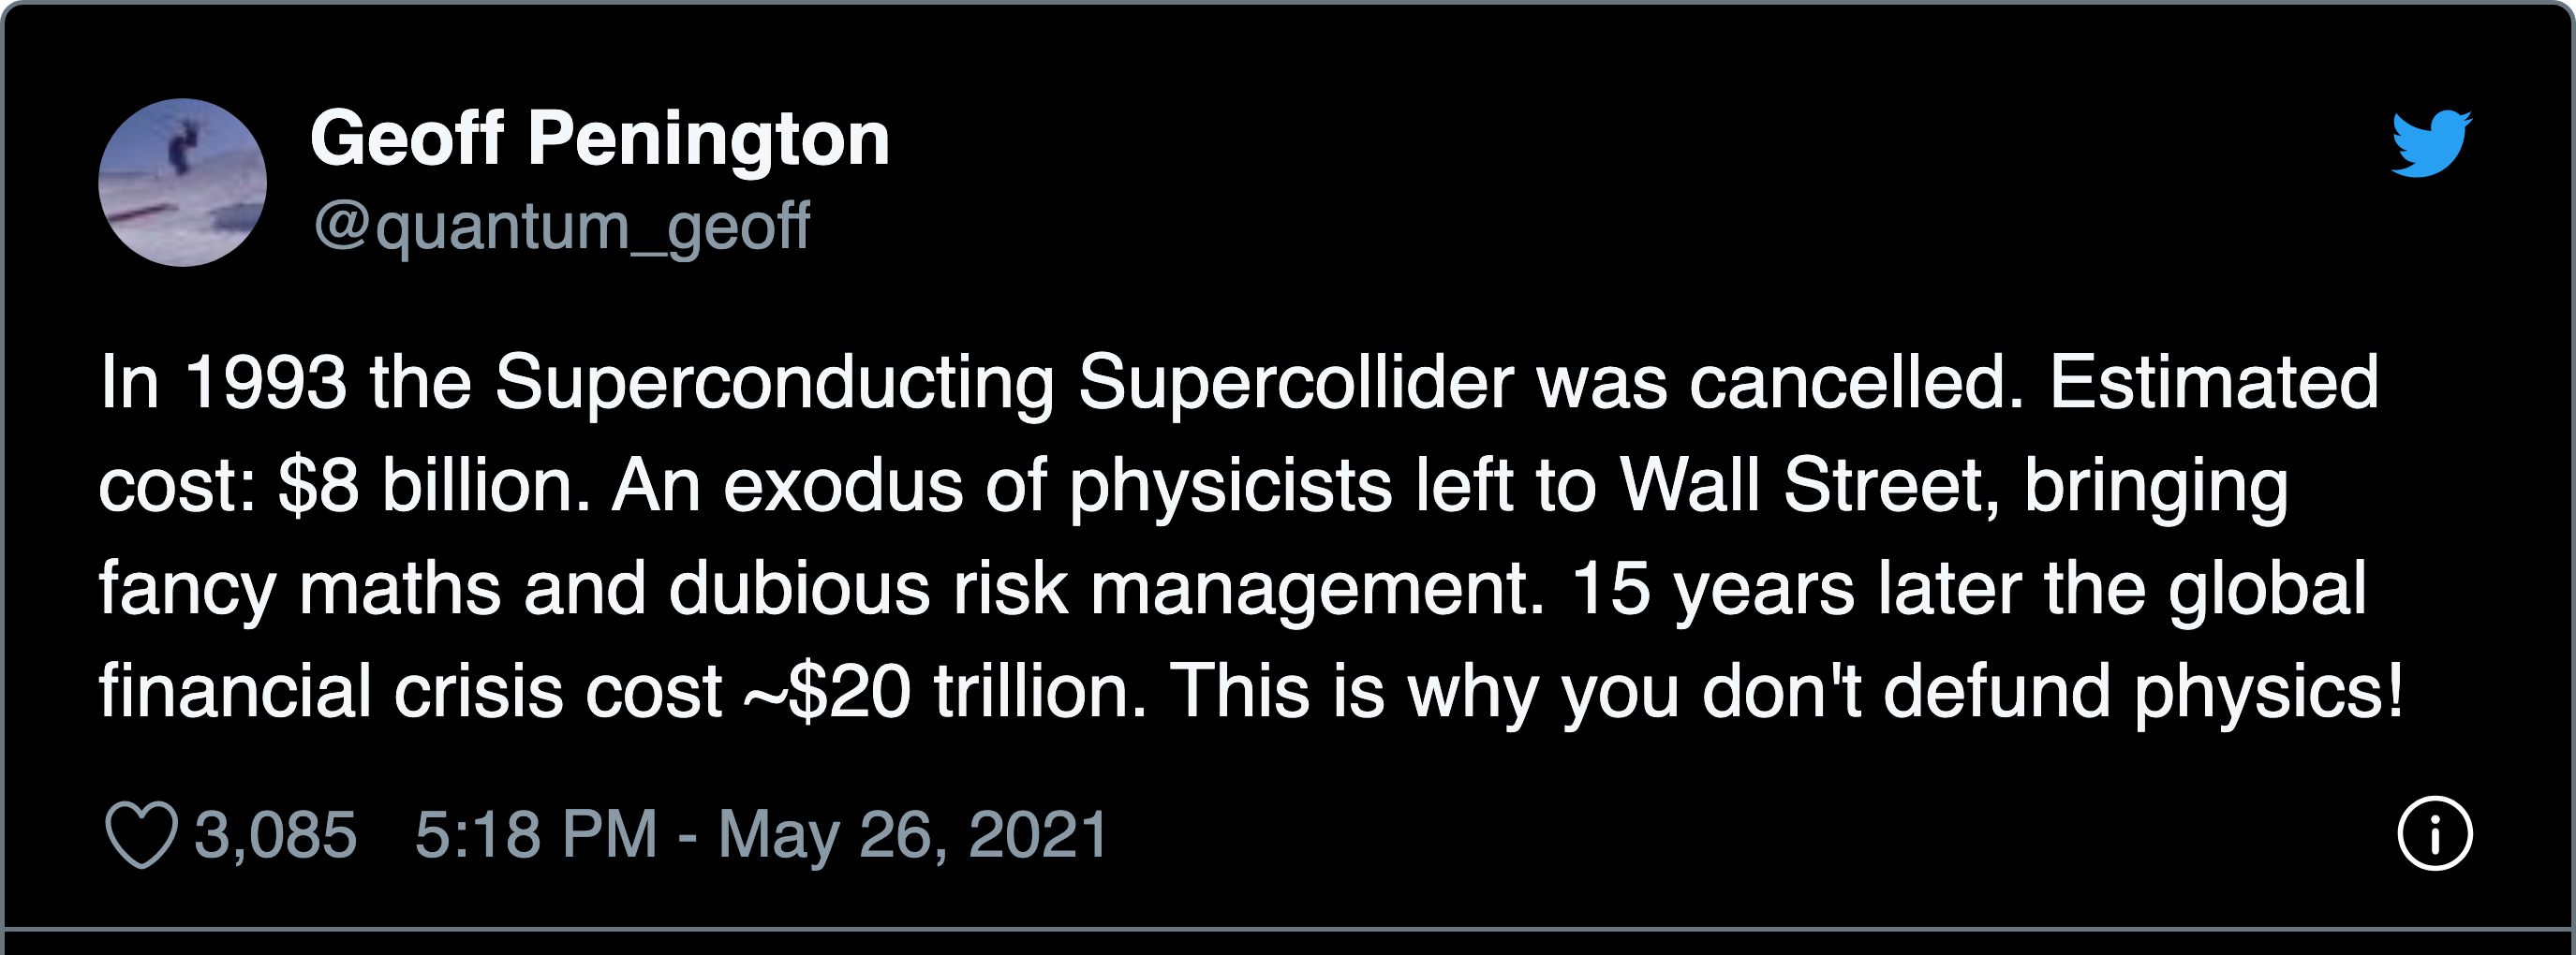 Geoff Penington
@quantum_geoff
In 1993 the Superconducting Supercollider was cancelled. Estimated
cost: $8 billion. An exodus of physicists left to Wall Street, bringing
fancy maths and dubious risk management. 15 years later the global
financial crisis cost ~$20 trillion. This is why you don't defund physics!
3,085 5:18 PM - May 26, 2021